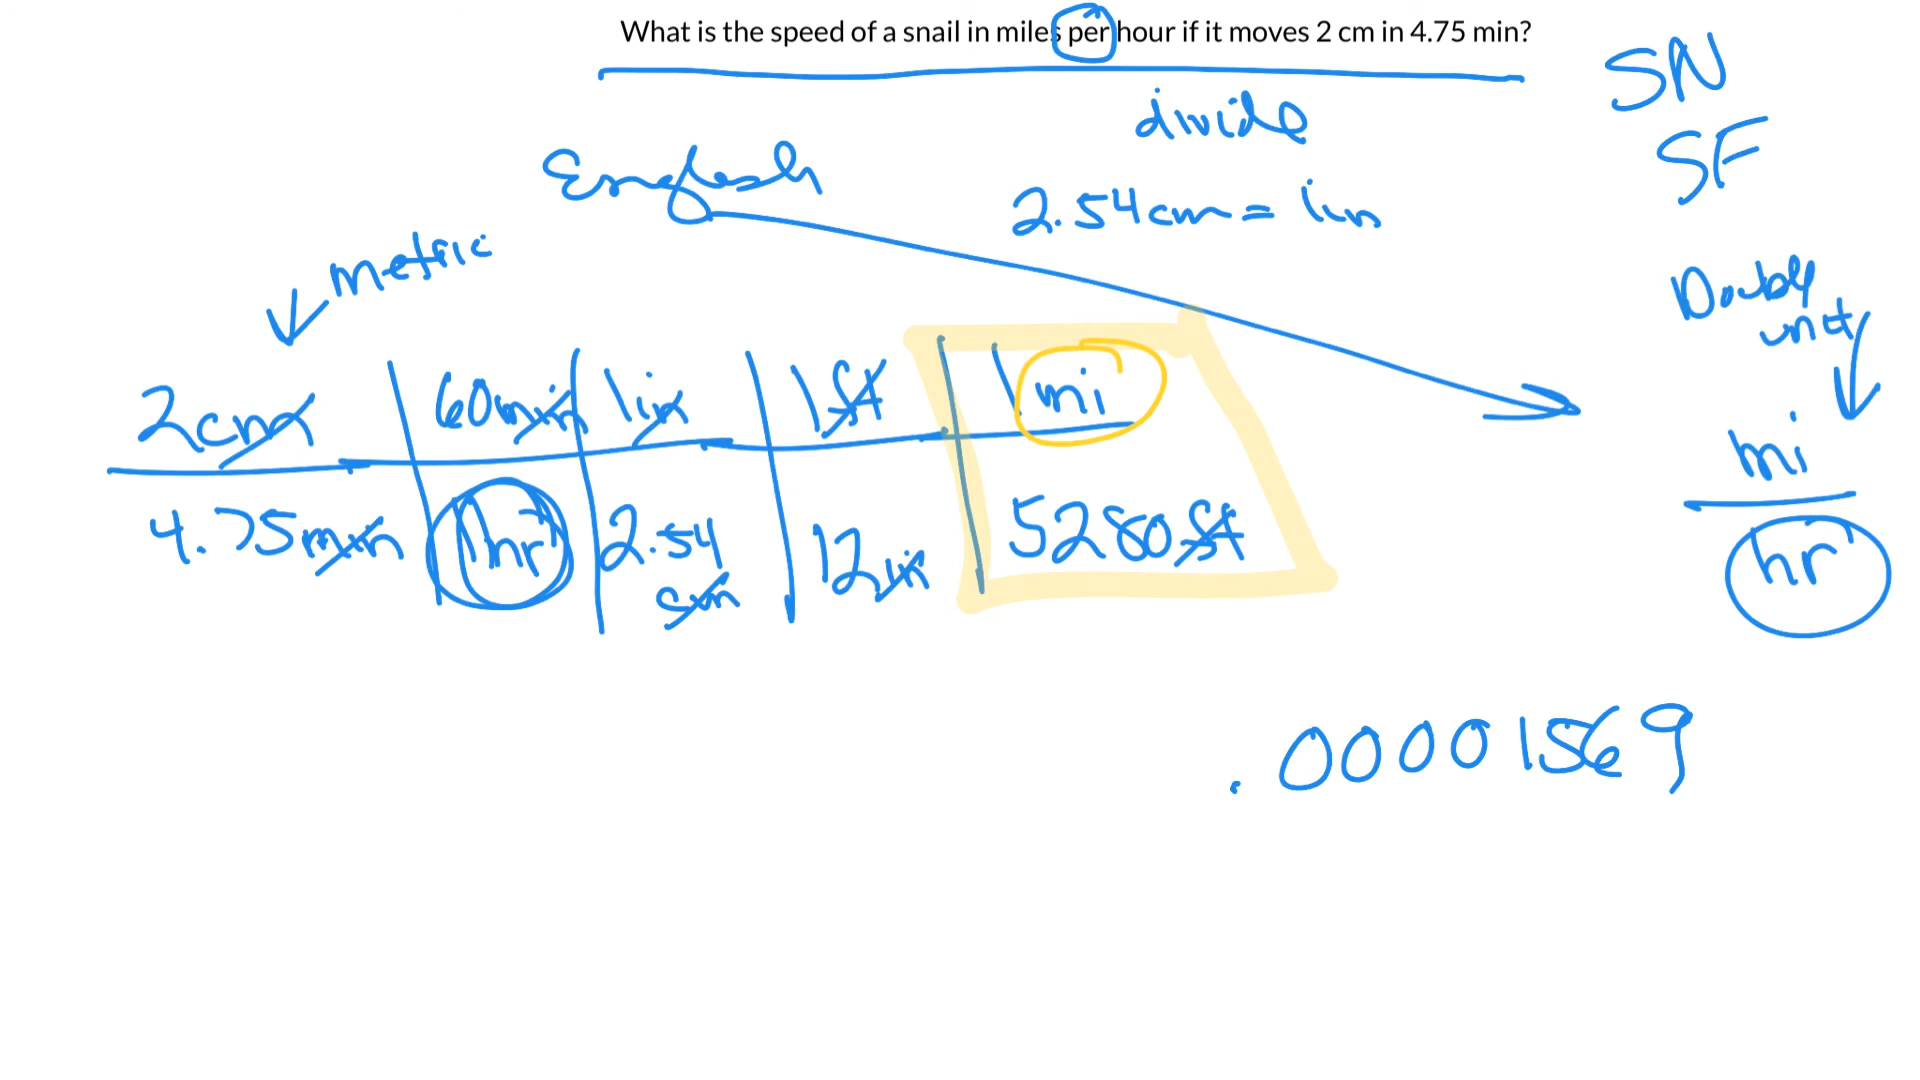 What is the speed of a snail in miles per hour if it moves 2 cm in 4.75 min?
SN
divide
SF
English
2.54cm = 1in
metric
Double
unit
2cm 60min 1in 1ft 1mi
mi
4.75min 1hr 2.54 12in 5280ft
hr
cm
.00001569